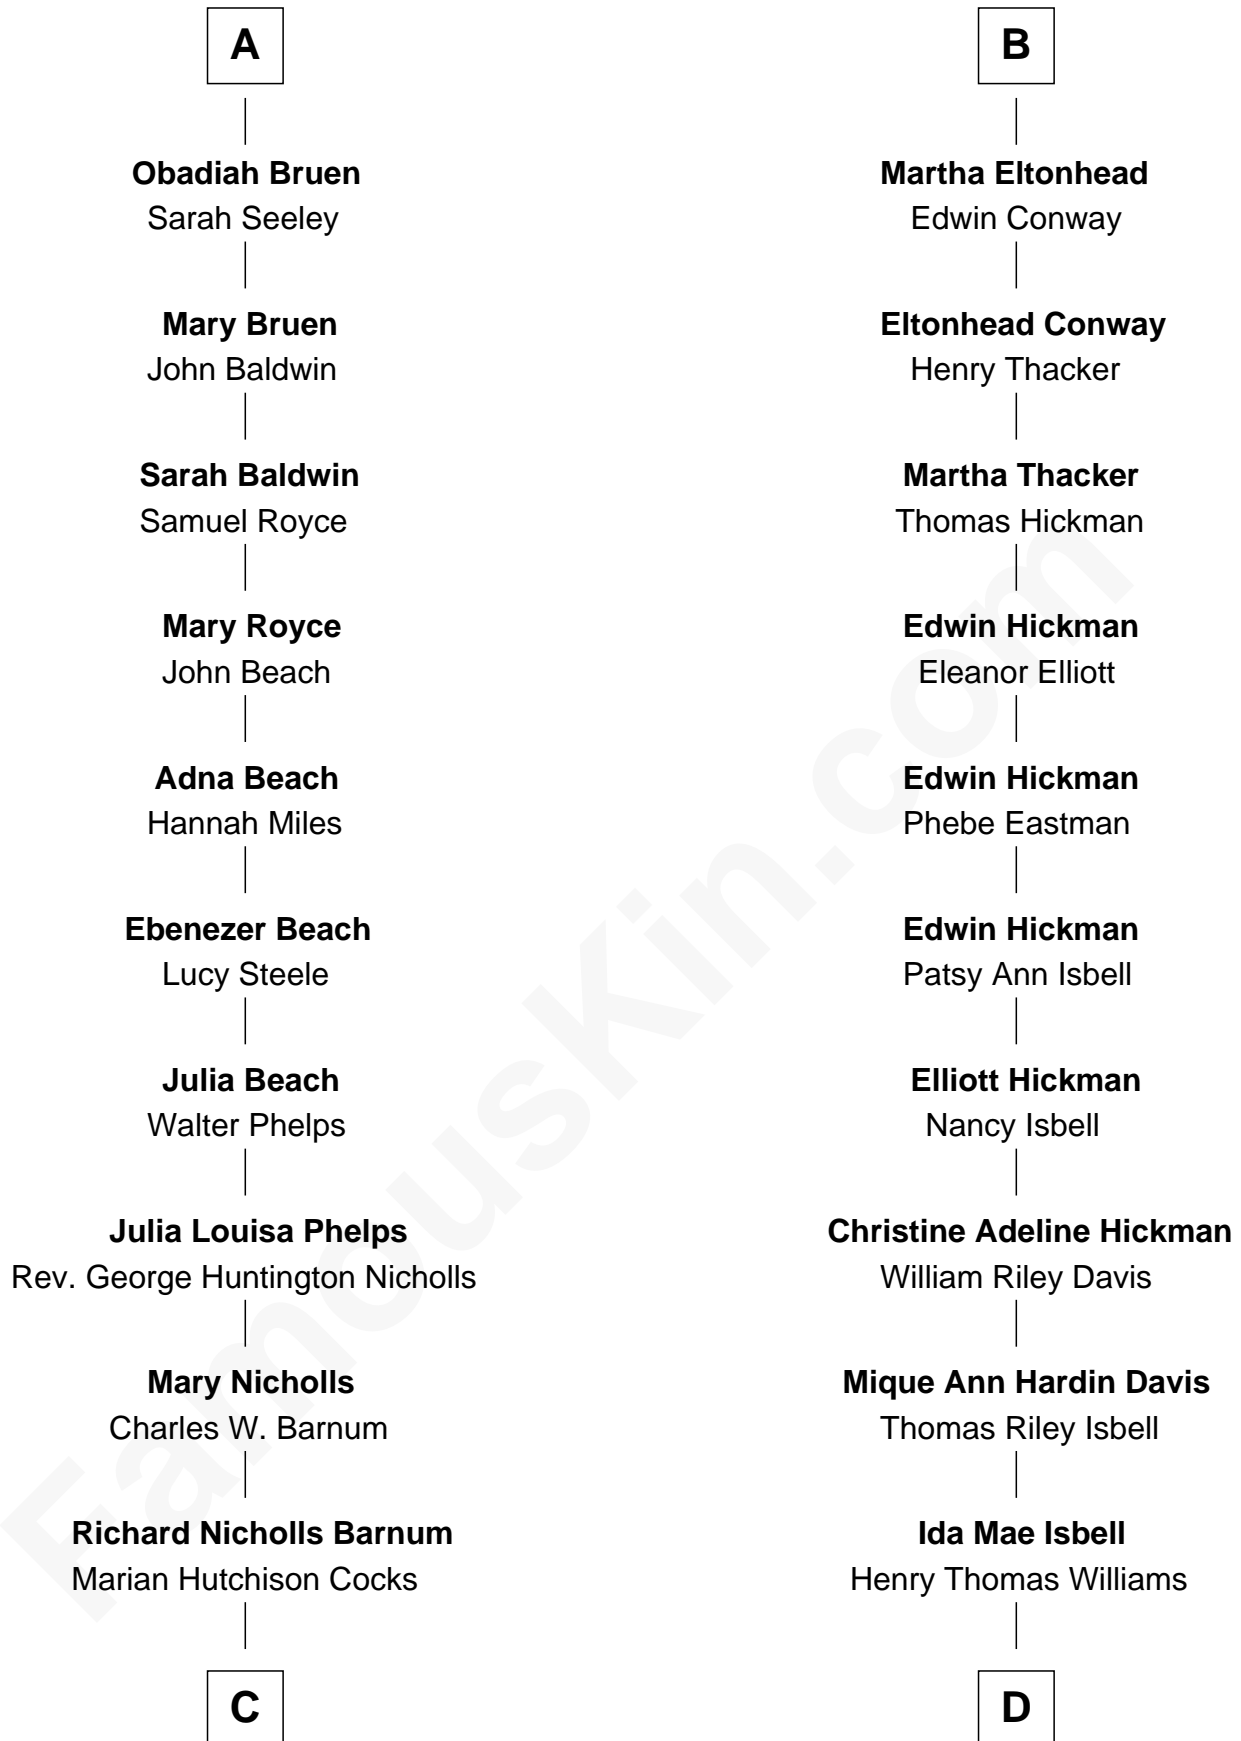 A
Obadiah Bruen
Sarah Seeley
Mary Bruen
John Baldwin
Sarah Baldwin
Samuel Royce
Mary Royce
John Beach
Adna Beach
Hannah Miles
Ebenezer Beach
Lucy Steele
Julia Beach
Walter Phelps
Julia Louisa Phelps
Rev. George Huntington Nicholls
Mary Nicholls
Charles W. Barnum
Richard Nicholls Barnum
Marian Hutchison Cocks
C
B
Martha Eltonhead
Edwin Conway
Eltonhead Conway
Henry Thacker
Martha Thacker
Thomas Hickman
Edwin Hickman
Eleanor Elliott
Edwin Hickman
Phebe Eastman
Edwin Hickman
Patsy Ann Isbell
Elliott Hickman
Nancy Isbell
Christine Adeline Hickman
William Riley Davis
Mique Ann Hardin Davis
Thomas Riley Isbell
Ida Mae Isbell
Henry Thomas Williams
D
FamousKin.com